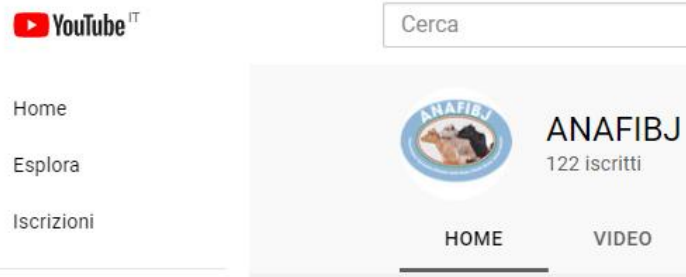 YouTube IT
Cerca
Home
Esplora
Iscrizioni
ANAFIBJ
ANAFIBJ
122 iscritti
HOME
VIDEO